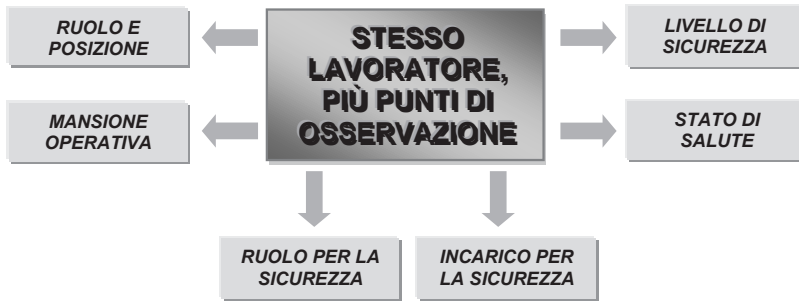 RUOLO E
POSIZIONE
STESSO
LAVORATORE,
PIÙ PUNTI DI
OSSERVAZIONE
LIVELLO DI
SICUREZZA
MANSIONE
OPERATIVA
STATO DI
SALUTE
RUOLO PER LA
SICUREZZA
INCARICO PER
LA SICUREZZA